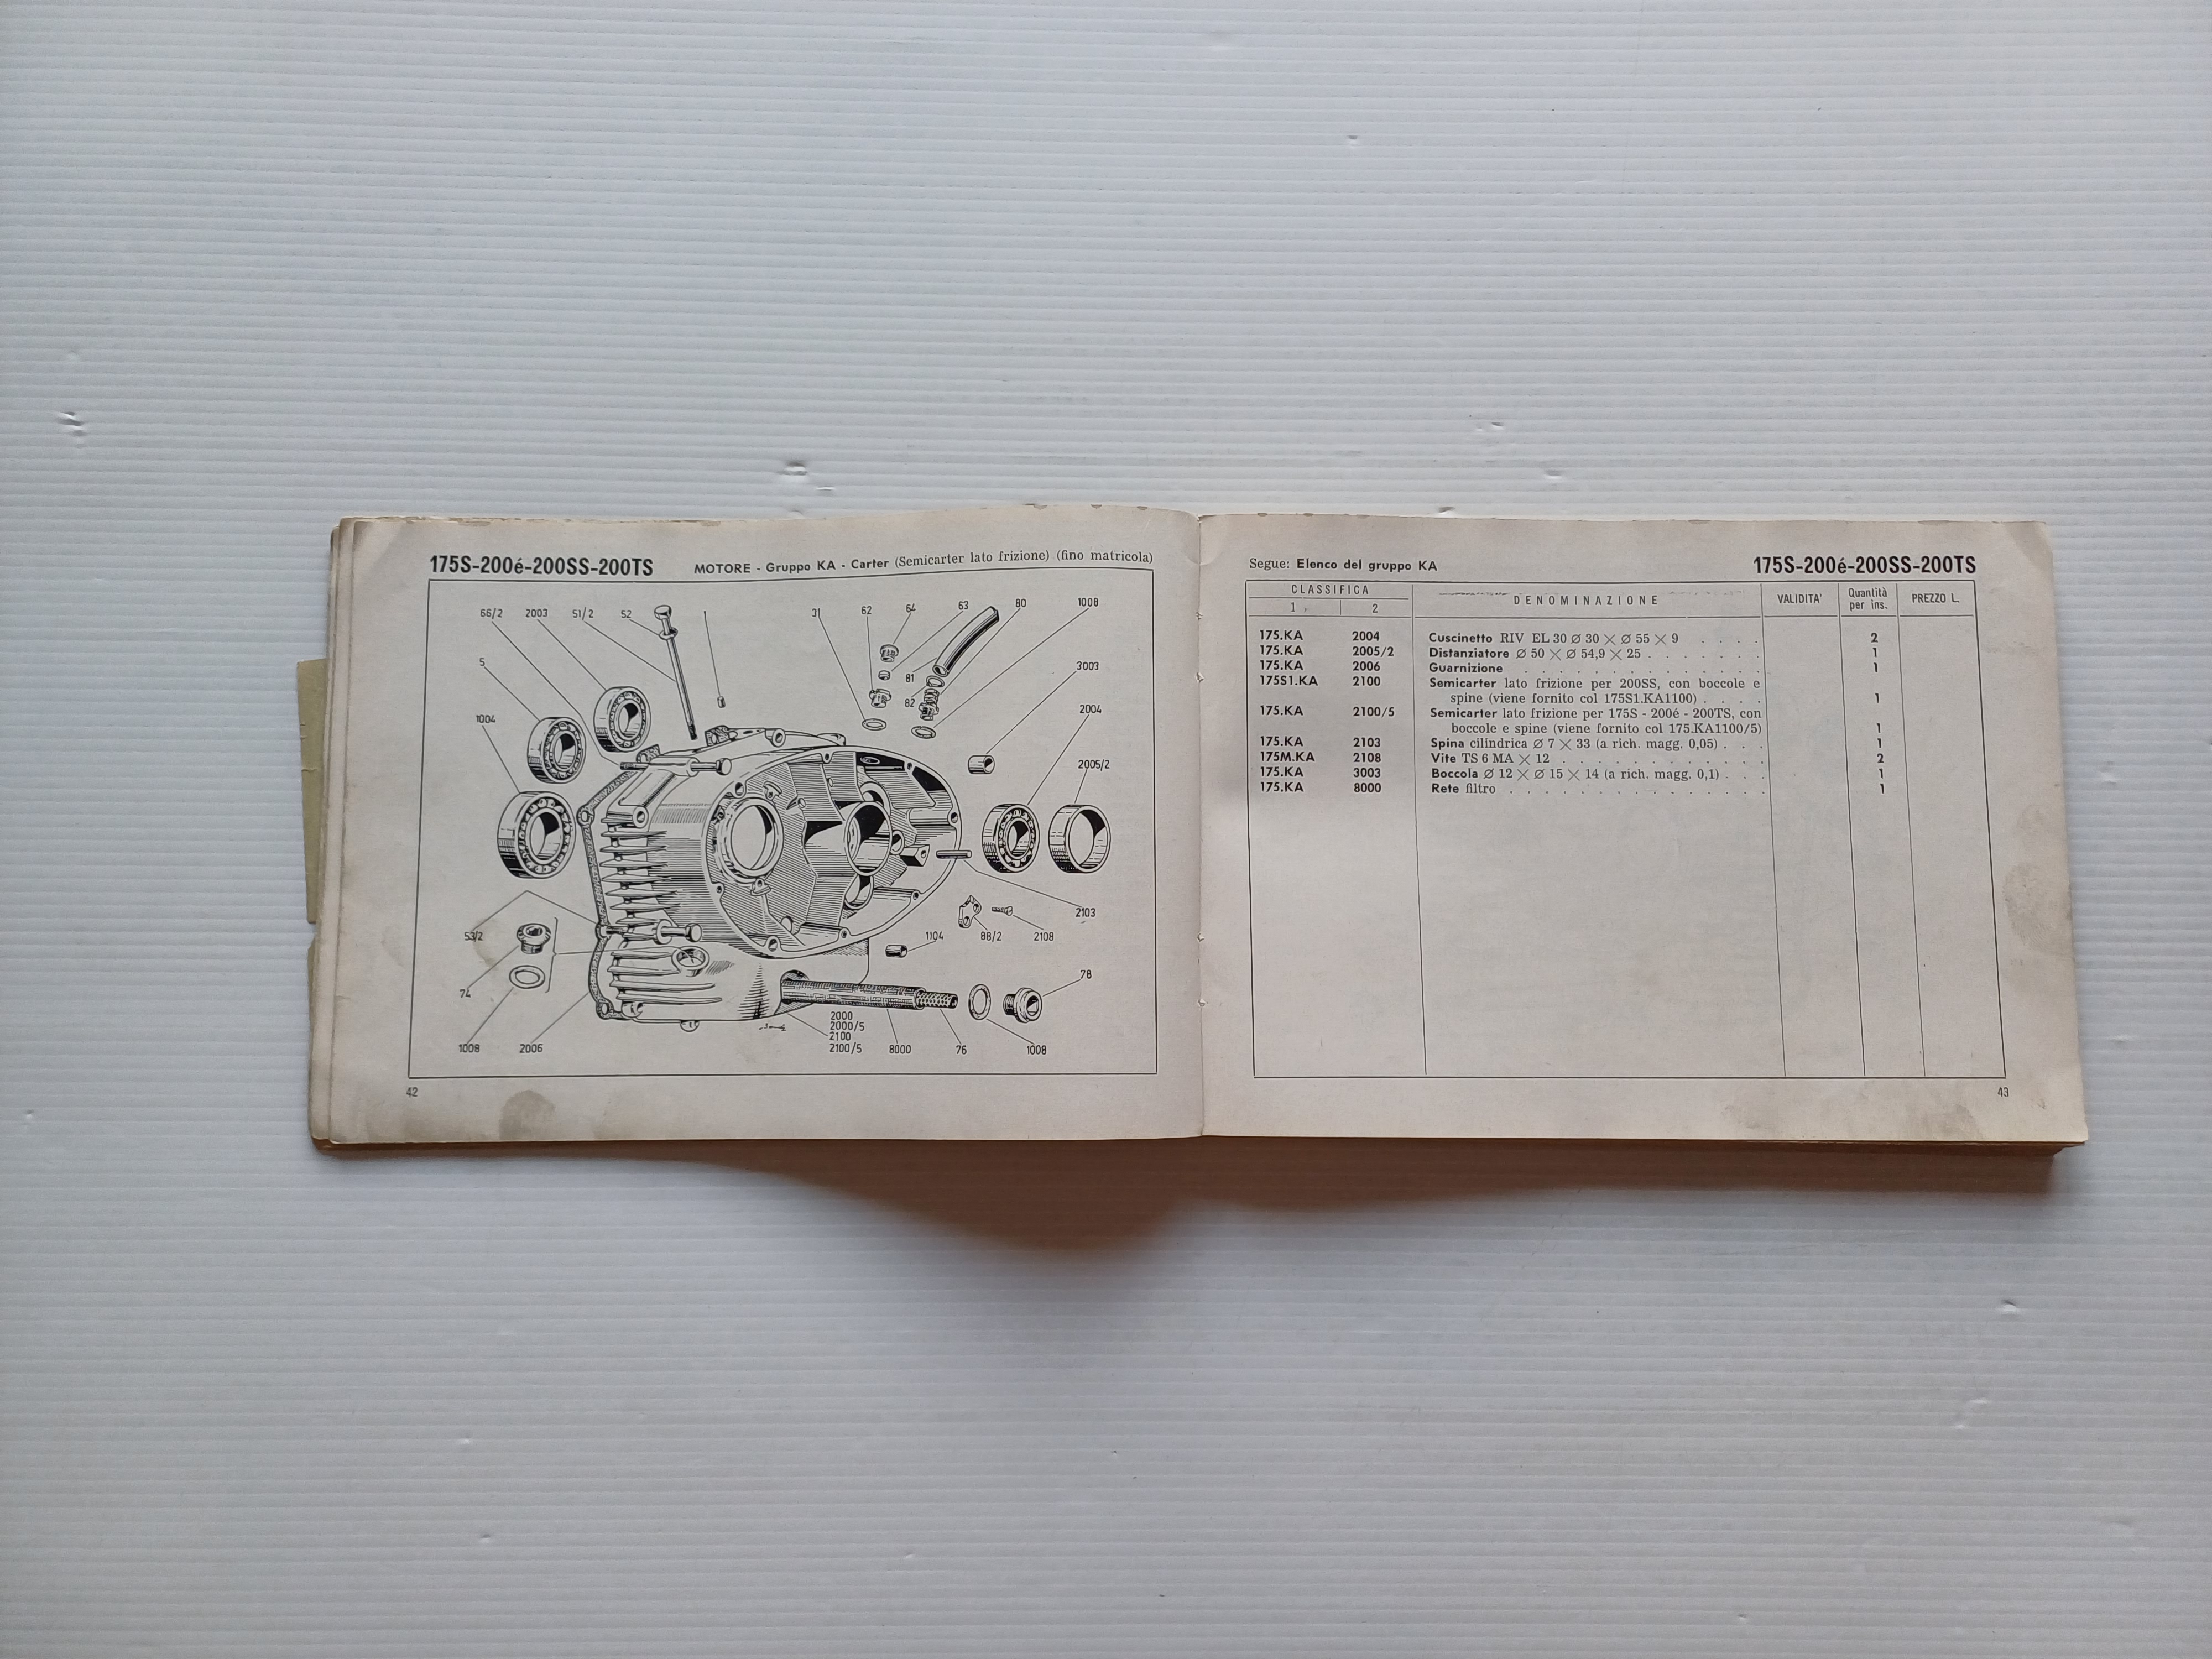 175S-200é-200SS-200TS
MOTORE - Gruppo KA - Carter (Semicarter lato frizione) (fino matricola)
66/2 2003 51/2 52 1 31 62 64 63 80 1008
5
81
3003
82
1004
2004
2005/2
2103
53/2
1104
88/2
2108
74
78
2000
2000/5
2100
1008 2006 2100/5 8000 76 1008
42
Segue: Elenco del gruppo KA
175S-200é-200SS-200TS
CLASSIFICA
1 2
DENOMINAZIONE
VALIDITA'
Quantità
per ins.
PREZZO L.
175.KA 2004 Cuscinetto RIV EL 30 Ø 30 × Ø 55 × 9 . . . . 2
175.KA 2005/2 Distanziatore Ø 50 × Ø 54,9 × 25 . . . . . . . 1
175.KA 2006 Guarnizione . . . . . . . . . . . . . 1
175S1.KA 2100 Semicarter lato frizione per 200SS, con boccole e
spine (viene fornito col 175S1.KA1100) . . . . 1
175.KA 2100/5 Semicarter lato frizione per 175S - 200é - 200TS, con
boccole e spine (viene fornito col 175.KA1100/5) 1
175.KA 2103 Spina cilindrica Ø 7 × 33 (a rich. magg. 0,05) . . . 1
175M.KA 2108 Vite TS 6 MA × 12 . . . . . . . . . . . 2
175.KA 3003 Boccola Ø 12 × Ø 15 × 14 (a rich. magg. 0,1) . . . 1
175.KA 8000 Rete filtro . . . . . . . . . . . . . . 1
43